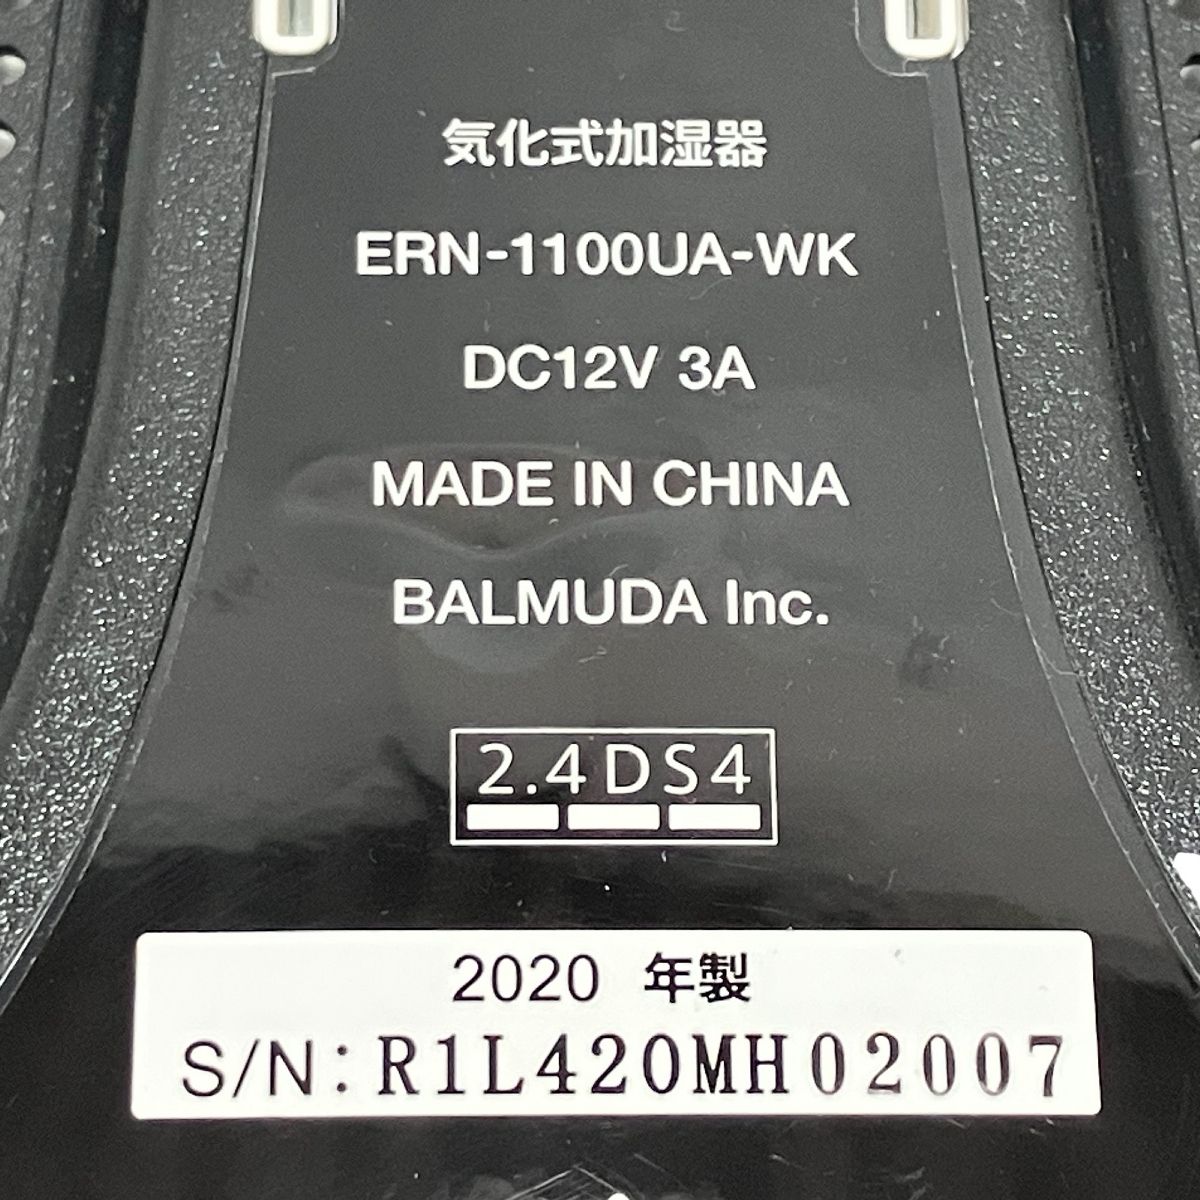 気化式加湿器
ERN-1100UA-WK
DC12V 3A
MADE IN CHINA
BALMUDA Inc.
2.4DS4
2020 年製
S/N: R1L420MH02007